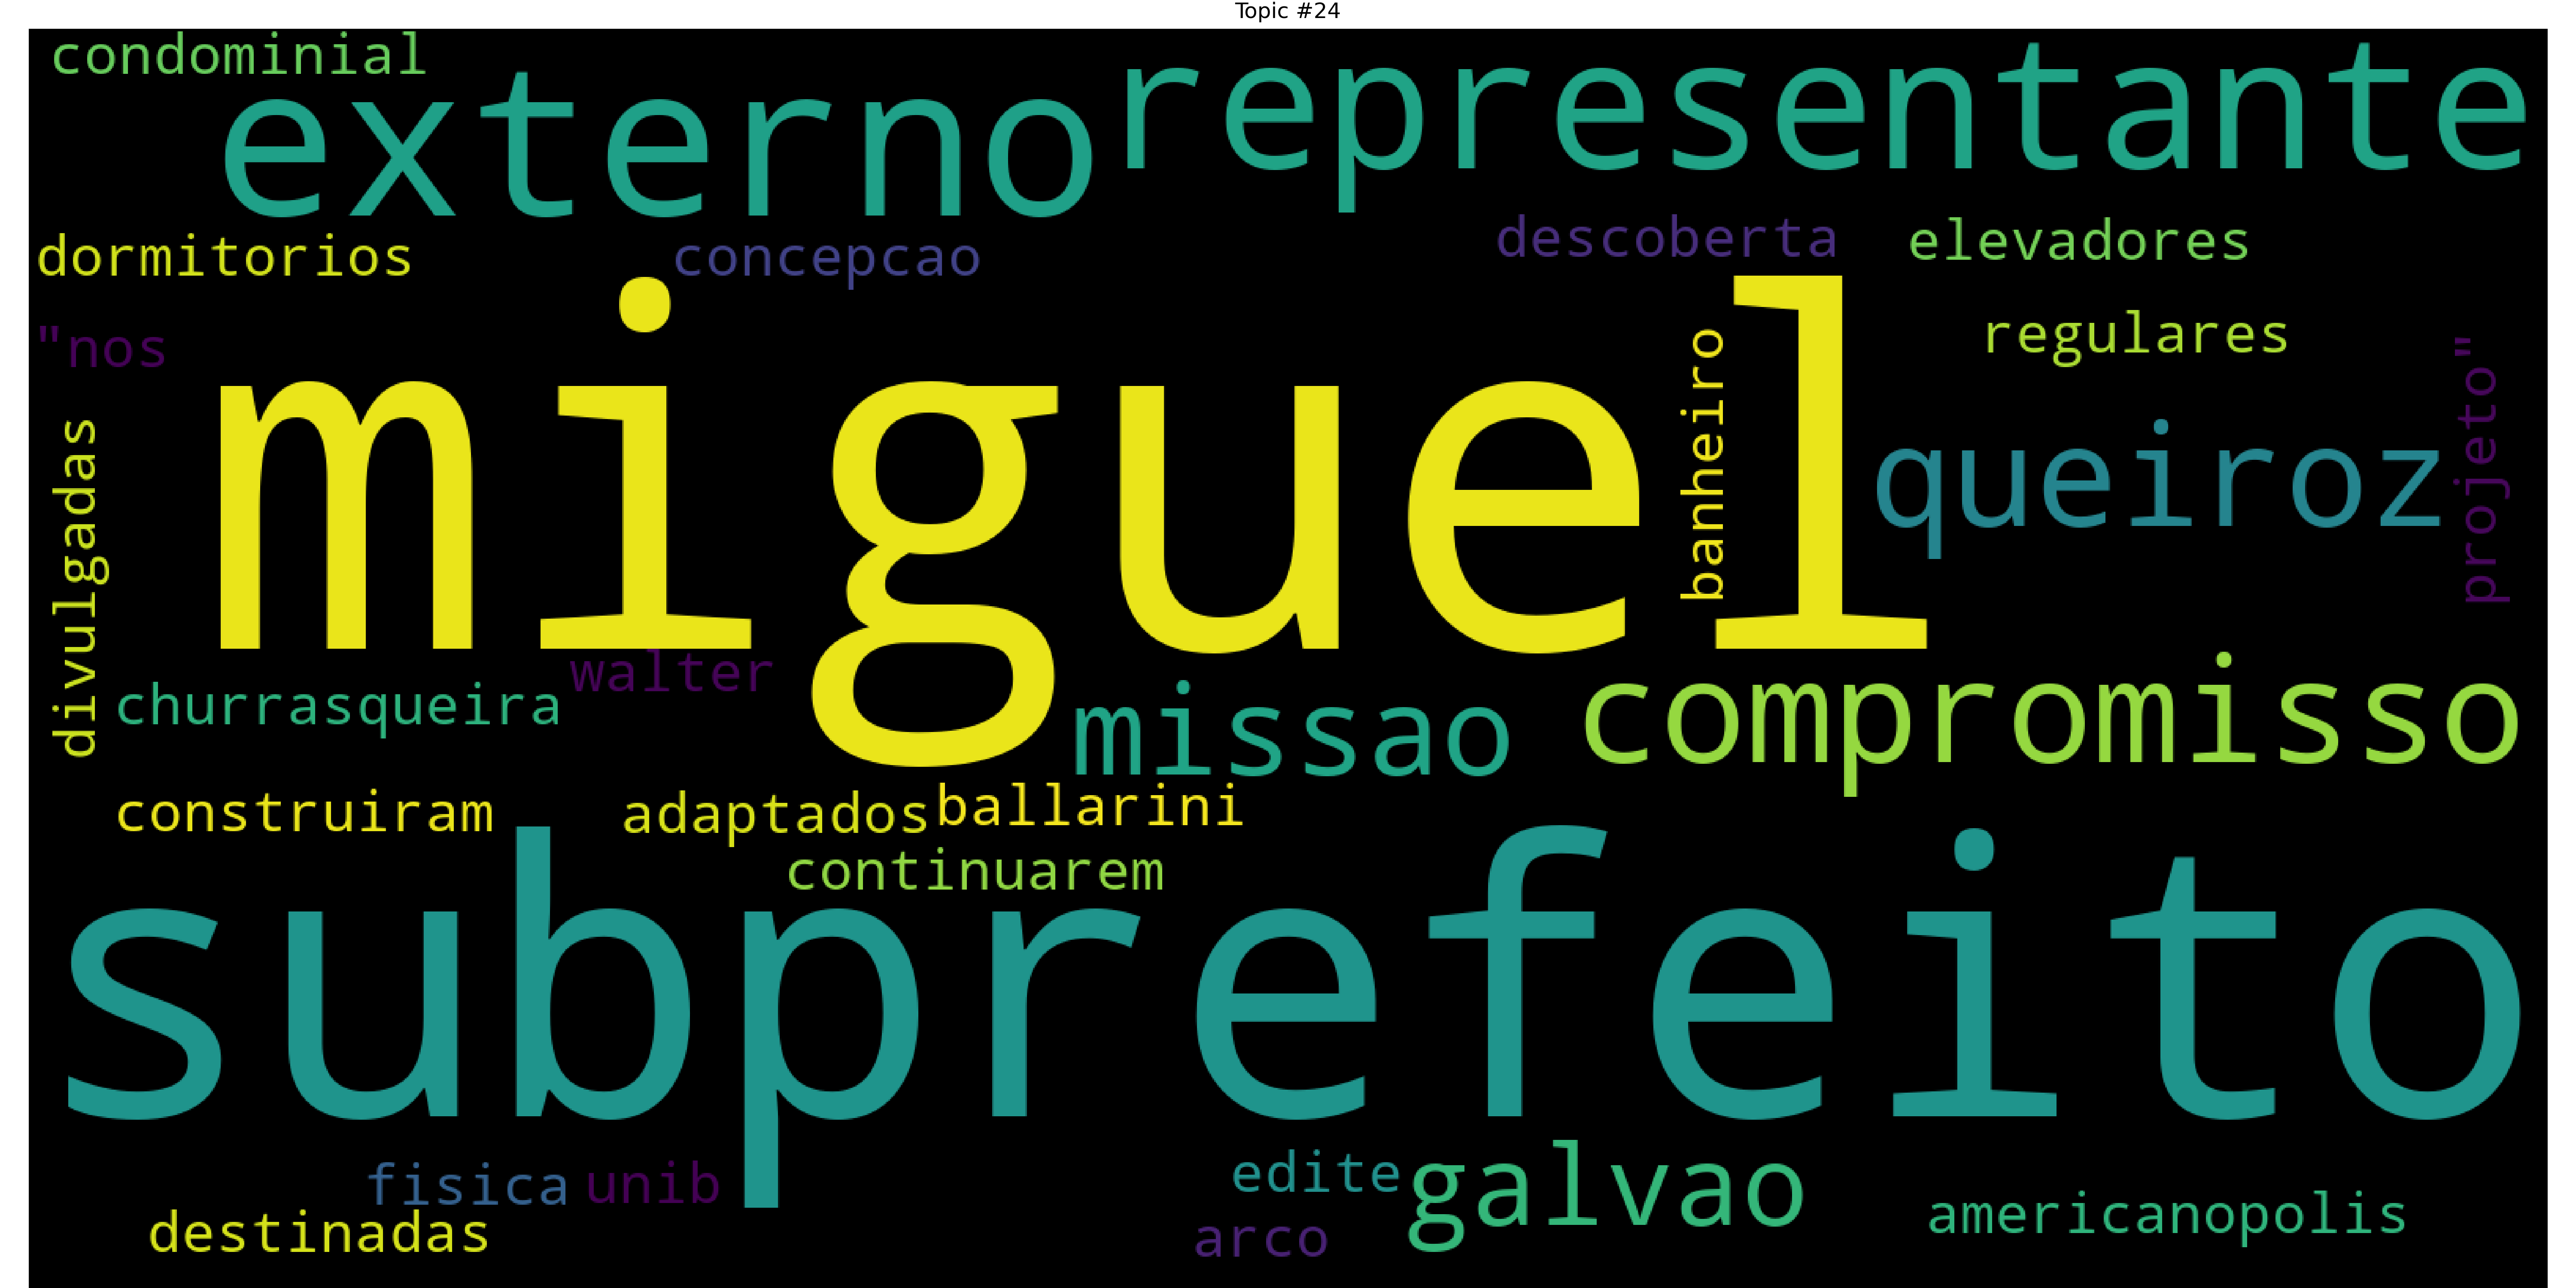 Topic #24
condominial
externo
representante
dormitorios
concepcao
descoberta
elevadores
"nos
miguel
banheiro
regulares
queiroz
projeto"
divulgadas
churrasqueira
walter
missao
compromisso
construiram
adaptados
ballarini
continuarem
subprefeito
fisica
unib
edite
galvao
americanopolis
destinadas
arco